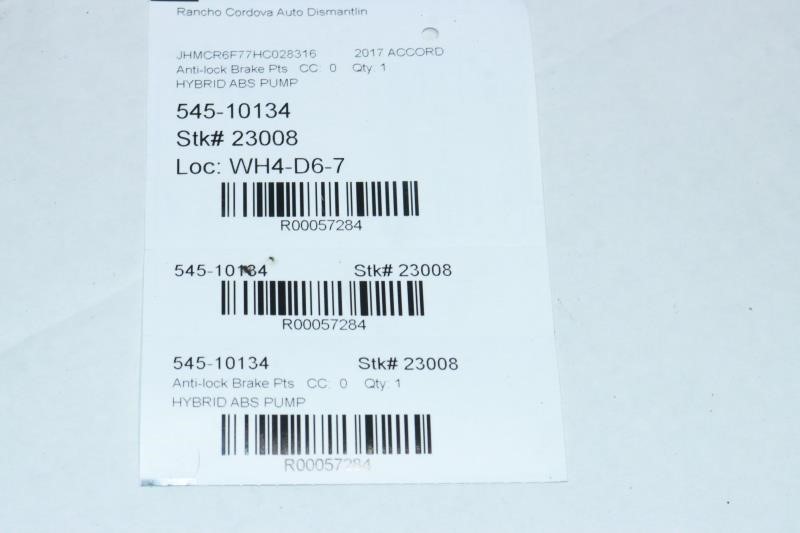 Rancho Cordova Auto Dismantlin
JHMCR6F77HC028316 2017 ACCORD
Anti-lock Brake Pts CC: 0 Qty: 1
HYBRID ABS PUMP
545-10134
Stk# 23008
Loc: WH4-D6-7
R00057284
545-10134 Stk# 23008
R00057284
545-10134 Stk# 23008
Anti-lock Brake Pts CC: 0 Qty: 1
HYBRID ABS PUMP
R00057284